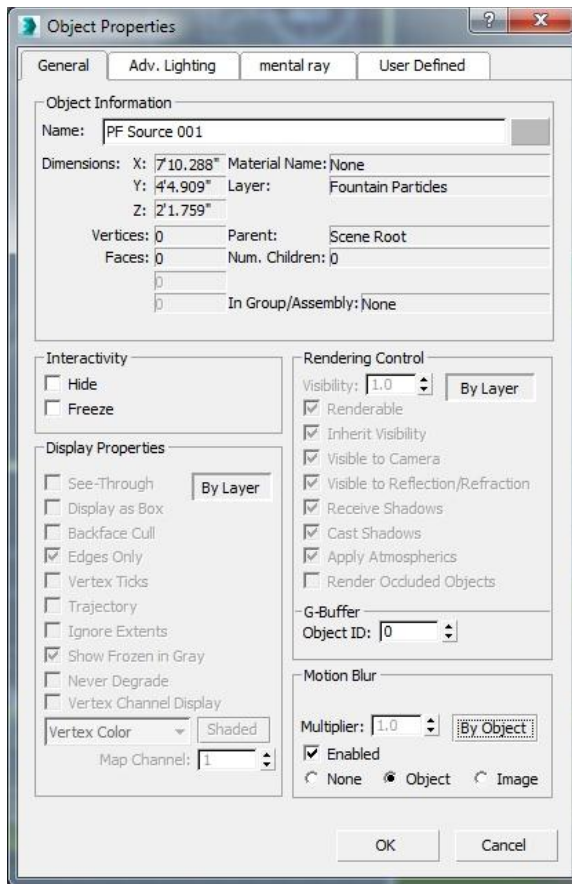 Object Properties
General Adv. Lighting mental ray User Defined
Object Information
Name: PF Source 001
Dimensions: X: 7'10.288" Material Name: None
Y: 4'4.909" Layer: Fountain Particles
Z: 2'1.759"
Vertices: 0 Parent: Scene Root
Faces: 0 Num. Children: 0
0
0 In Group/Assembly: None
Interactivity
Hide
Freeze
Display Properties
See-Through By Layer
Display as Box
Backface Cull
Edges Only
Vertex Ticks
Trajectory
Ignore Extents
Show Frozen in Gray
Never Degrade
Vertex Channel Display
Vertex Color Shaded
Map Channel: 1
Rendering Control
Visibility: 1.0 By Layer
Renderable
Inherit Visibility
Visible to Camera
Visible to Reflection/Refraction
Receive Shadows
Cast Shadows
Apply Atmospherics
Render Occluded Objects
G-Buffer
Object ID: 0
Motion Blur
Multiplier: 1.0 By Object
Enabled
None Object Image
OK Cancel